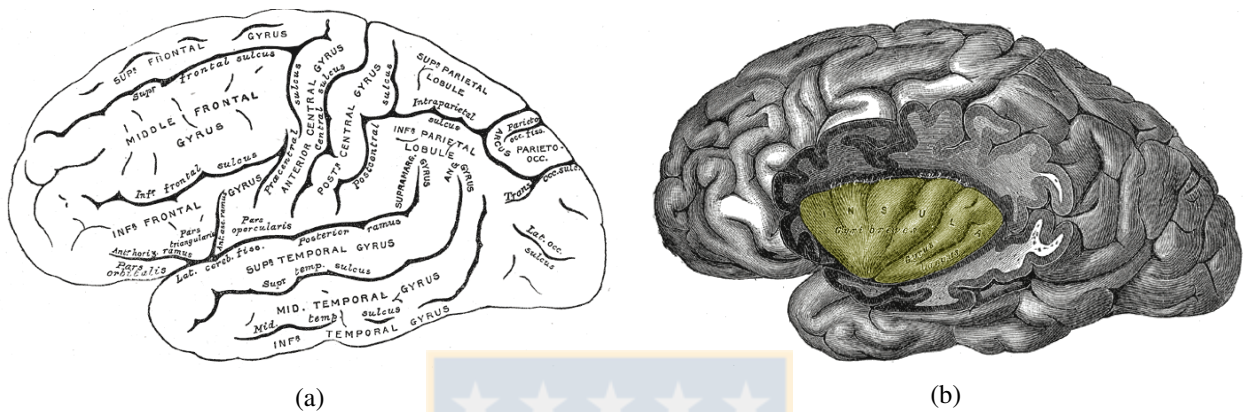 SUPR FRONTAL GYRUS
Supr frontal sulcus
MIDDLE FRONTAL
GYRUS
Infr frontal sulcus
INFR FRONTAL
GYRUS
Pars
triangularis
Ant. asc. ramus
Antr horiz. ramus
Pars
orbitalis
Pars
opercularis
Præcentral
sulcus
ANTERIOR CENTRAL GYRUS
Central sulcus
POSTR CENTRAL GYRUS
Postcentral
sulcus
SUPR PARIETAL
LOBULE
Intraparietal
sulcus
INFR PARIETAL
LOBULE
SUPRAMARG. GYRUS
ANG GYRUS
ARCUS
Parieto
occ. fiss.
PARIETO-
OCC.
Trans. occ. sulc.
Lat. occ.
sulcus
Lat. cereb. fiss.
Posterior ramus
SUPR TEMPORAL GYRUS
Supr temp. sulcus
MID. TEMPORAL GYRUS
Mid. temp. sulcus
INFR TEMPORAL GYRUS
(a)
INSULA
Gyri breves
Gyrus
(b)